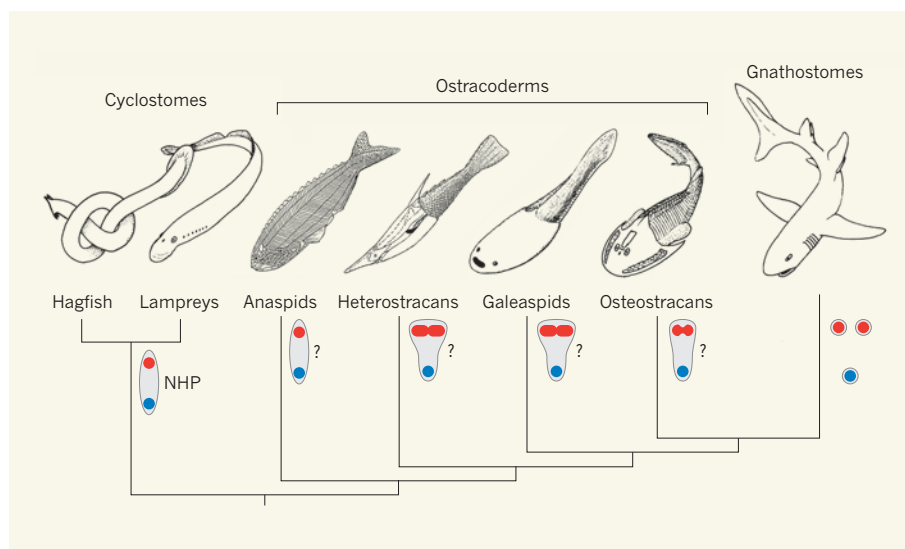 Gnathostomes
Ostracoderms
Cyclostomes
Hagfish Lampreys Anaspids Heterostracans Galeaspids Osteostracans
? ? ? ?
NHP